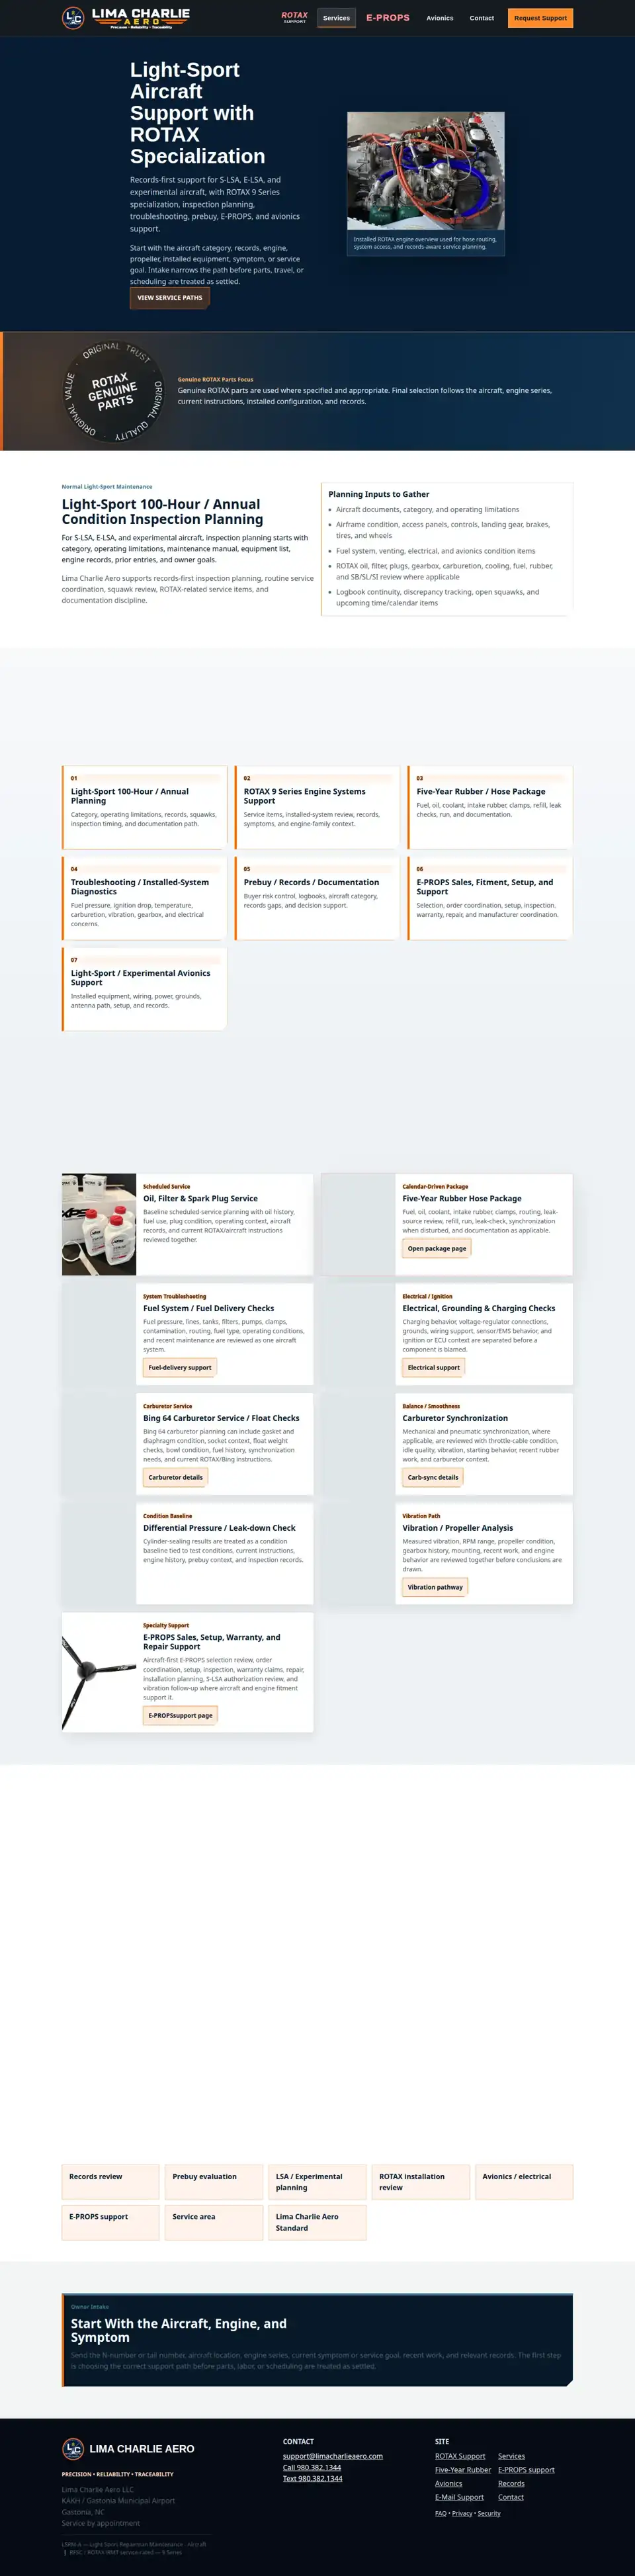 LIMA CHARLIE
AERO
Precision • Reliability • Traceability
ROTAX
SUPPORT
Services
E-PROPS
Avionics
Contact
Request Support
Light-Sport
Aircraft
Support with
ROTAX
Specialization
Records-first support for S-LSA, E-LSA, and
experimental aircraft, with ROTAX 9 Series
specialization, inspection planning,
troubleshooting, prebuy, E-PROPS, and avionics
support.
Start with the aircraft category, records, engine,
propeller, installed equipment, symptom, or service
goal. Intake narrows the path before parts, travel, or
scheduling are treated as settled.
VIEW SERVICE PATHS
Installed ROTAX engine overview used for hose routing,
system access, and records-aware service planning.
ORIGINAL TRUST
ORIGINAL VALUE
ORIGINAL QUALITY
ROTAX
GENUINE
PARTS
Genuine ROTAX Parts Focus
Genuine ROTAX parts are used where specified and appropriate. Final selection follows the aircraft, engine series,
current instructions, installed configuration, and records.
Normal Light-Sport Maintenance
Light-Sport 100-Hour / Annual
Condition Inspection Planning
For S-LSA, E-LSA, and experimental aircraft, inspection planning starts with
category, operating limitations, maintenance manual, equipment list,
engine records, prior entries, and owner goals.
Lima Charlie Aero supports records-first inspection planning, routine service
coordination, squawk review, ROTAX-related service items, and
documentation discipline.
Planning Inputs to Gather
Aircraft documents, category, and operating limitations
Airframe condition, access panels, controls, landing gear, brakes,
tires, and wheels
Fuel system, venting, electrical, and avionics condition items
ROTAX oil, filter, plugs, gearbox, carburetion, cooling, fuel, rubber,
and SB/SL/SI review where applicable
Logbook continuity, discrepancy tracking, open squawks, and
upcoming time/calendar items
01
Light-Sport 100-Hour / Annual
Planning
Category, operating limitations, records, squawks,
inspection timing, and documentation path.
02
ROTAX 9 Series Engine Systems
Support
Service items, installed-system review, records,
symptoms, and engine-family context.
03
Five-Year Rubber / Hose Package
Fuel, oil, coolant, intake rubber, clamps, refill, leak
checks, run, and documentation.
04
Troubleshooting / Installed-System
Diagnostics
Fuel pressure, ignition drop, temperature,
carburetion, vibration, gearbox, and electrical
concerns.
05
Prebuy / Records / Documentation
Buyer risk control, logbooks, aircraft category,
records gaps, and decision support.
06
E-PROPS Sales, Fitment, Setup, and
Support
Selection, order coordination, setup, inspection,
warranty, repair, and manufacturer coordination.
07
Light-Sport / Experimental Avionics
Support
Installed equipment, wiring, power, grounds,
antenna path, setup, and records.
Scheduled Service
Oil, Filter & Spark Plug Service
Baseline scheduled-service planning with oil history,
fuel use, plug condition, operating context, aircraft
records, and current ROTAX/aircraft instructions
reviewed together.
Calendar-Driven Package
Five-Year Rubber Hose Package
Fuel, oil, coolant, intake rubber, clamps, routing, leak-
source review, refill, run, leak-check, synchronization
when disturbed, and documentation as applicable.
Open package page
System Troubleshooting
Fuel System / Fuel Delivery Checks
Fuel pressure, lines, tanks, filters, pumps, clamps,
contamination, routing, fuel type, operating conditions,
and recent maintenance are reviewed as one aircraft
system.
Fuel-delivery support
Electrical / Ignition
Electrical, Grounding & Charging Checks
Charging behavior, voltage-regulator connections,
grounds, wiring support, sensor/EMS behavior, and
ignition or ECU context are separated before a
component is blamed.
Electrical support
Carburetor Service
Bing 64 Carburetor Service / Float Checks
Bing 64 carburetor planning can include gasket and
diaphragm condition, socket context, float weight
checks, bowl condition, fuel history, synchronization
needs, and current ROTAX/Bing instructions.
Carburetor details
Balance / Smoothness
Carburetor Synchronization
Mechanical and pneumatic synchronization, where
applicable, are reviewed with throttle-cable condition,
idle quality, vibration, starting behavior, recent rubber
work, and carburetor context.
Carb-sync details
Condition Baseline
Differential Pressure / Leak-down Check
Cylinder-sealing results are treated as a condition
baseline tied to test conditions, current instructions,
engine history, prebuy context, and inspection records.
Vibration Path
Vibration / Propeller Analysis
Measured vibration, RPM range, propeller condition,
gearbox history, mounting, recent work, and engine
behavior are reviewed together before conclusions are
drawn.
Vibration pathway
Specialty Support
E-PROPS Sales, Setup, Warranty, and
Repair Support
Aircraft-first E-PROPS selection review, order
coordination, setup, inspection, warranty claims, repair,
installation planning, S-LSA authorization review, and
vibration follow-up where aircraft and engine fitment
support it.
E-PROPSsupport page
Records review
Prebuy evaluation
LSA / Experimental
planning
ROTAX installation
review
Avionics / electrical
E-PROPS support
Service area
Lima Charlie Aero
Standard
Owner Intake
Start With the Aircraft, Engine, and
Symptom
Send the N-number or tail number, aircraft location, engine series, current symptom or service goal, recent work, and relevant records. The first step
is choosing the correct support path before parts, labor, or scheduling are treated as settled.
LIMA CHARLIE AERO
PRECISION • RELIABILITY • TRACEABILITY
Lima Charlie Aero LLC
KAKH / Gastonia Municipal Airport
Gastonia, NC
Service by appointment
LSRM-A — Light Sport Repairman Maintenance · Aircraft
| RRSC / ROTAX iRMT service-rated — 9 Series
CONTACT
support@limacharlieaero.com
Call 980.382.1344
Text 980.382.1344
SITE
ROTAX Support
Services
Five-Year Rubber
E-PROPS support
Avionics
Records
E-Mail Support
Contact
FAQ • Privacy • Security